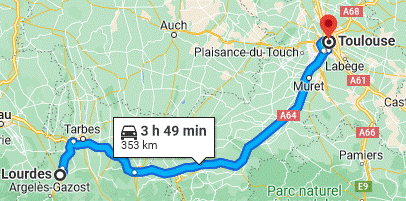 A68
Auch
Toulouse
Plaisance-du-Touch
Labège
Muret
A61
A64
3 h 49 min
353 km
A66
Tarbes
Pamiers
Lourdes
Argelès-Gazost
Parc naturel
E9